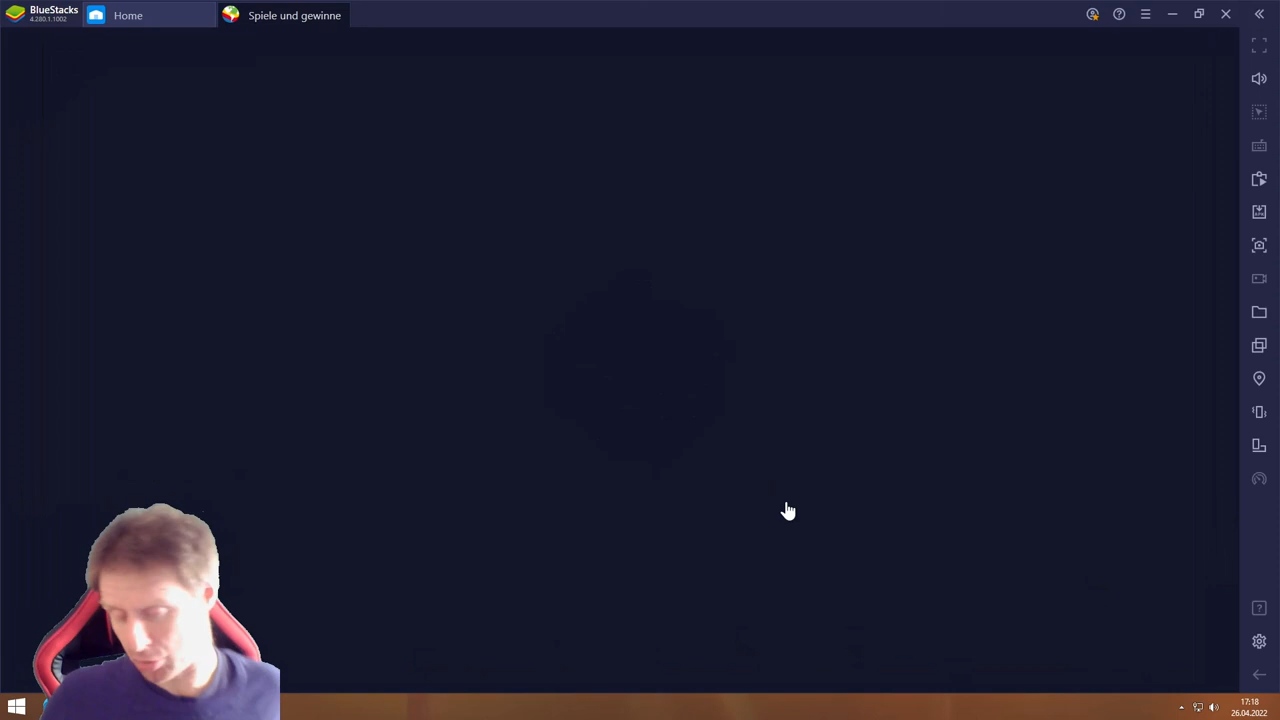 BlueStacks
4.280.1.1002
Home
Spiele und gewinne
17:18
26.04.2022